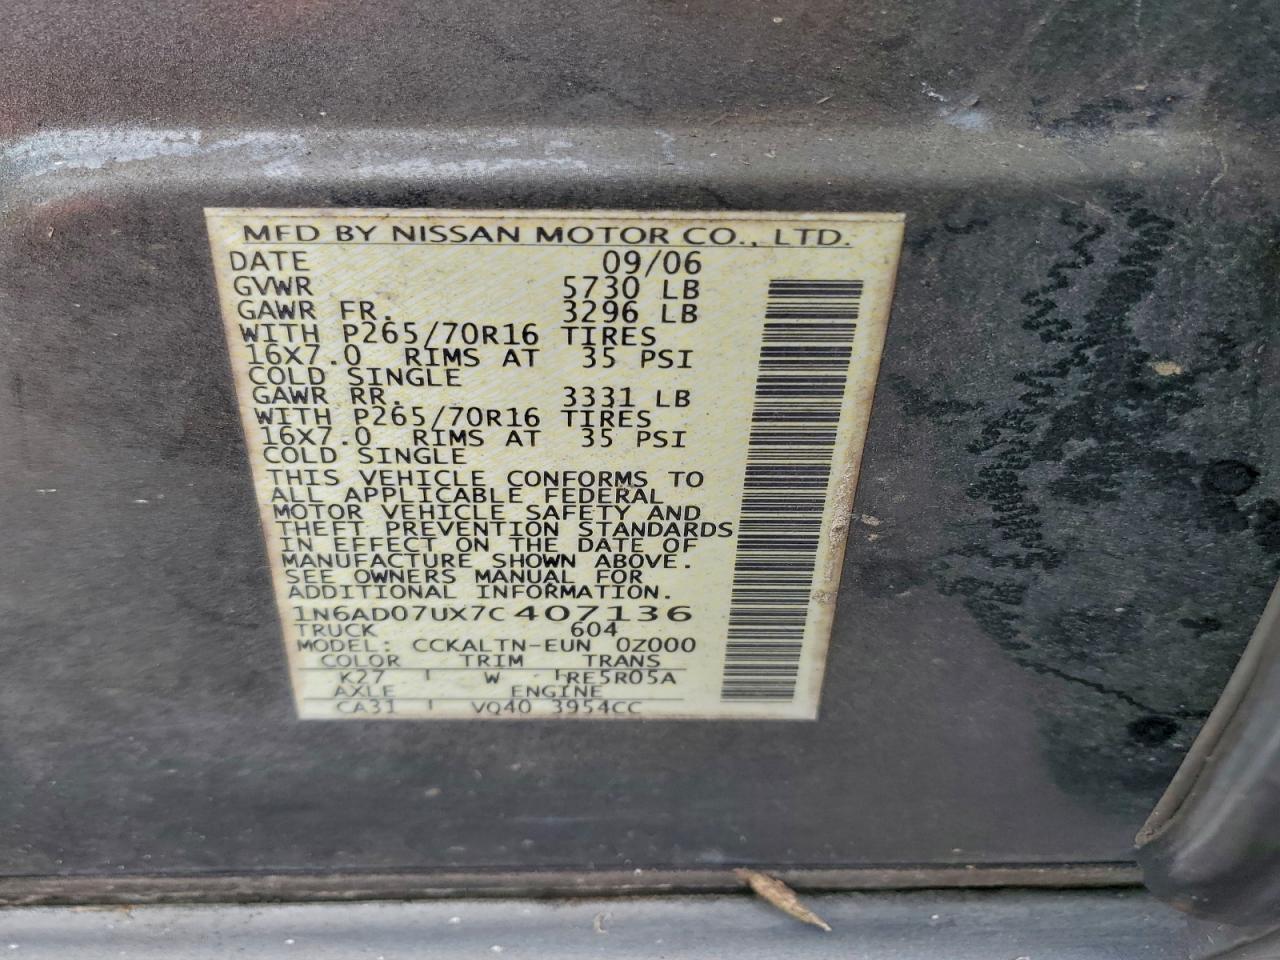 MFD BY NISSAN MOTOR CO., LTD.
DATE 09/06
GVWR 5730 LB
GAWR FR. 3296 LB
WITH P265/70R16 TIRES
16X7.0 RIMS AT 35 PSI
COLD SINGLE
GAWR RR. 3331 LB
WITH P265/70R16 TIRES
16X7.0 RIMS AT 35 PSI
COLD SINGLE
THIS VEHICLE CONFORMS TO
ALL APPLICABLE FEDERAL
MOTOR VEHICLE SAFETY AND
THEFT PREVENTION STANDARDS
IN EFFECT ON THE DATE OF
MANUFACTURE SHOWN ABOVE.
SEE OWNERS MANUAL FOR
ADDITIONAL INFORMATION.
1N6AD07UX7C407136
TRUCK 604
MODEL: CCKALTN-EUN 0Z000
COLOR TRIM TRANS
K27 W RE5R05A
AXLE ENGINE
CA31 VQ40 3954CC